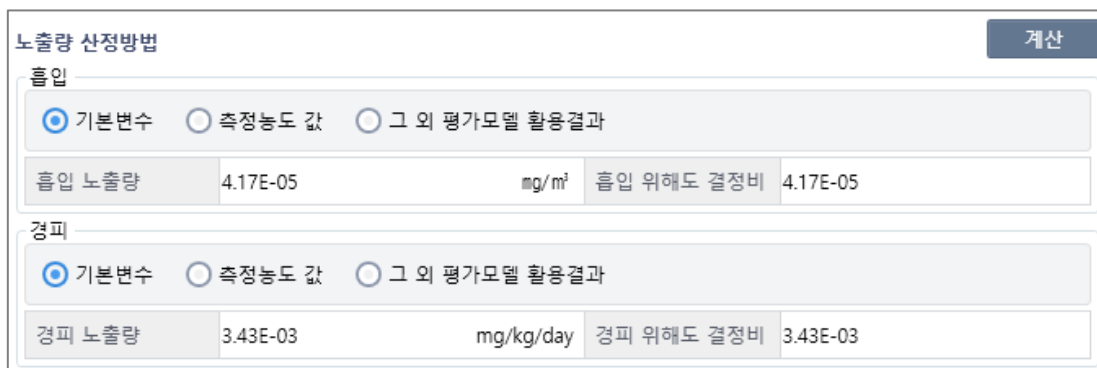 노출량 산정방법 계산
흡입
기본변수 측정농도 값 그 외 평가모델 활용결과
흡입 노출량 4.17E-05 mg/m³ 흡입 위해도 결정비 4.17E-05
경피
기본변수 측정농도 값 그 외 평가모델 활용결과
경피 노출량 3.43E-03 mg/kg/day 경피 위해도 결정비 3.43E-03